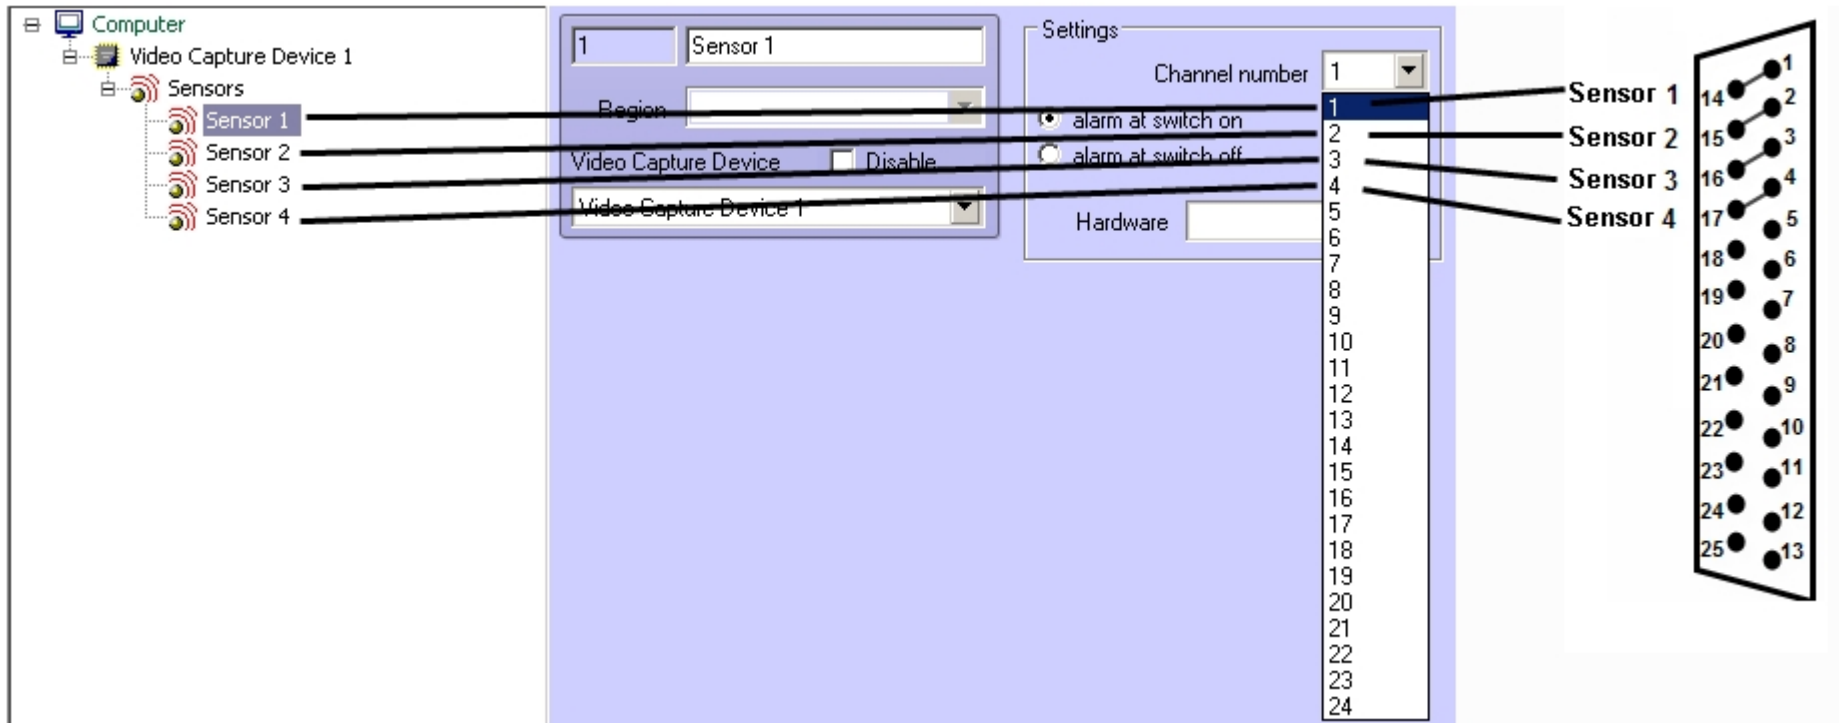 Computer
Video Capture Device 1
Sensors
Sensor 1
Sensor 2
Sensor 3
Sensor 4
1
Sensor 1
Region
Video Capture Device
Disable
Video Capture Device 1
Settings
Channel number
1
alarm at switch on
alarm at switch off
Hardware
1
2
3
4
5
6
7
8
9
10
11
12
13
14
15
16
17
18
19
20
21
22
23
24
Sensor 1
Sensor 2
Sensor 3
Sensor 4
1
14
2
15
3
16
4
17
5
18
6
19
7
20
8
21
9
22
10
23
11
24
12
25
13